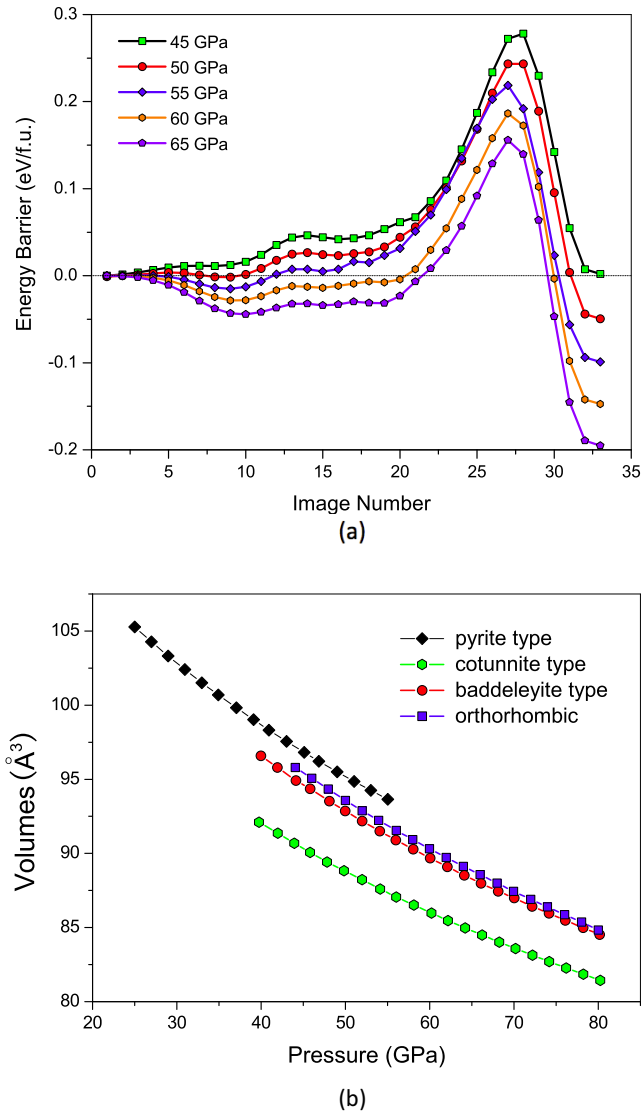 0.3
0.2
0.1
0.0
-0.1
-0.2
Energy Barrier (eV/f.u.)
45 GPa
50 GPa
55 GPa
60 GPa
65 GPa
0 5 10 15 20 25 30 35
Image Number
(a)
105
100
95
90
85
80
Volumes (Å³)
pyrite type
cotunnite type
baddeleyite type
orthorhombic
20 30 40 50 60 70 80
Pressure (GPa)
(b)